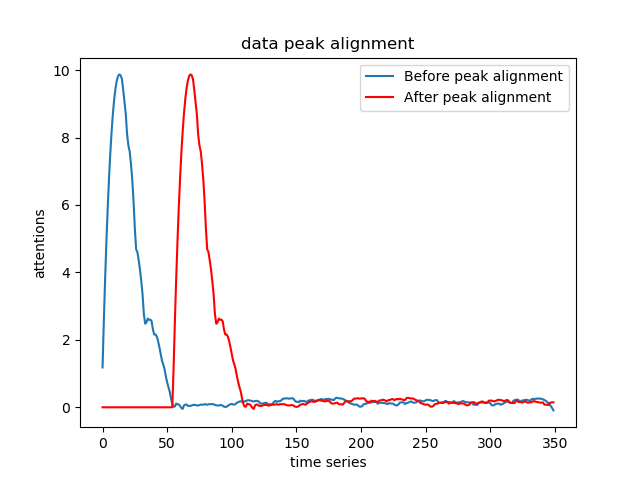 data peak alignment
Before peak alignment
After peak alignment
attentions
10
8
6
4
2
0
0 50 100 150 200 250 300 350
time series